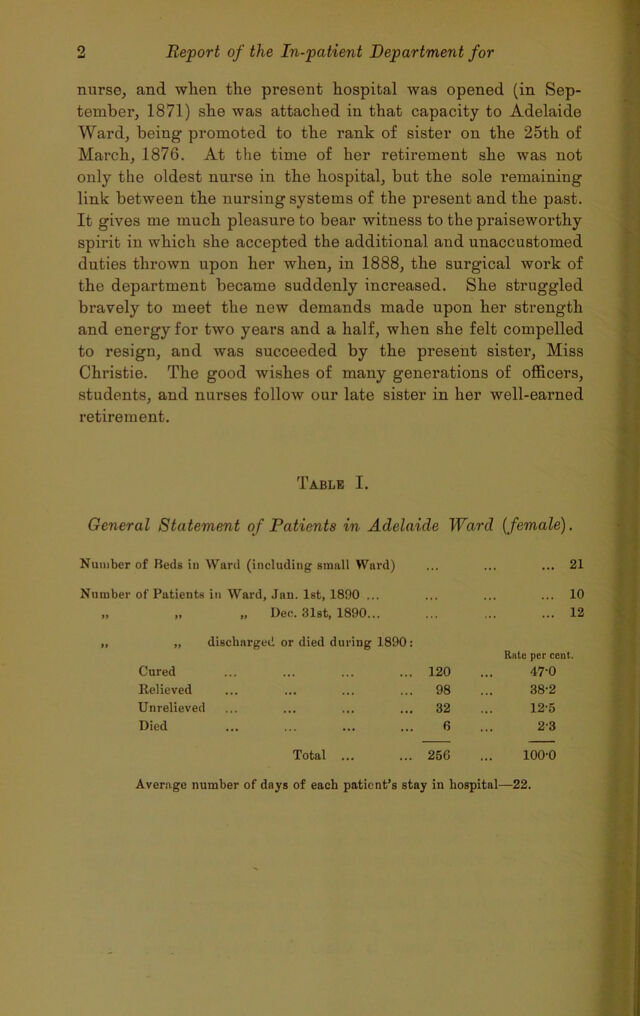 2 Report of the In-patient Department for
nurse, and when the present hospital was opened (in Sep-
tember, 1871) she was attached in that capacity to Adelaide
Ward, being promoted to the rank of sister on the 25th of
March, 1876. At the time of her retirement she was not
only the oldest nurse in the hospital, but the sole remaining
link between the nursing systems of the present and the past.
It gives me much pleasure to bear witness to the praiseworthy
spirit in which she accepted the additional and unaccustomed
duties thrown upon her when, in 1888, the surgical work of
the department became suddenly increased. She struggled
bravely to meet the new demands made upon her strength
and energy for two years and a half, when she felt compelled
to resign, and was succeeded by the present sister, Miss
Christie. The good wishes of many generations of officers,
students, and nurses follow our late sister in her well-earned
retirement.
Table I.
General Statement of Patients in Adelaide Ward (female).
Number of Beds in Ward (including small Ward) ... ... ... 21
Number of Patients in Ward, Jan. 1st, 1890 ... ... ... ... 10
„ „ „ Dec. 31st, 1890... ... ... ... 12
„ „ discharged or died during 1890:
Rate per cent.
Cured ... ... ... ... 120 ... 47·0
Relieved ... ... ... ... 98 ... 38·2
Unrelieved ... ... ... ... 32 ... 12·5
Died ... ... ... ... 6 ... 2·3
Total ... ... 256 ... 100·0
Average number of days of each patient's stay in hospital—22.